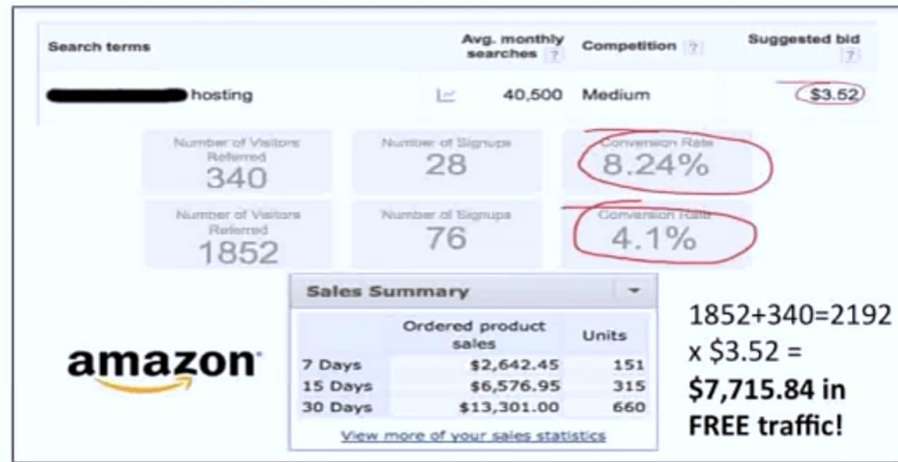 Search terms
Avg. monthly searches ?
Competition ?
Suggested bid ?
hosting
40,500
Medium
$3.52
Number of Visitors
Referred
340
Number of Signups
28
Conversion Rate
8.24%
Number of Visitors
Referred
1852
Number of Signups
76
Conversion Rate
4.1%
Sales Summary
Ordered product
sales
Units
7 Days $2,642.45 151
15 Days $6,576.95 315
30 Days $13,301.00 660
View more of your sales statistics
amazon
1852+340=2192
x $3.52 =
$7,715.84 in
FREE traffic!